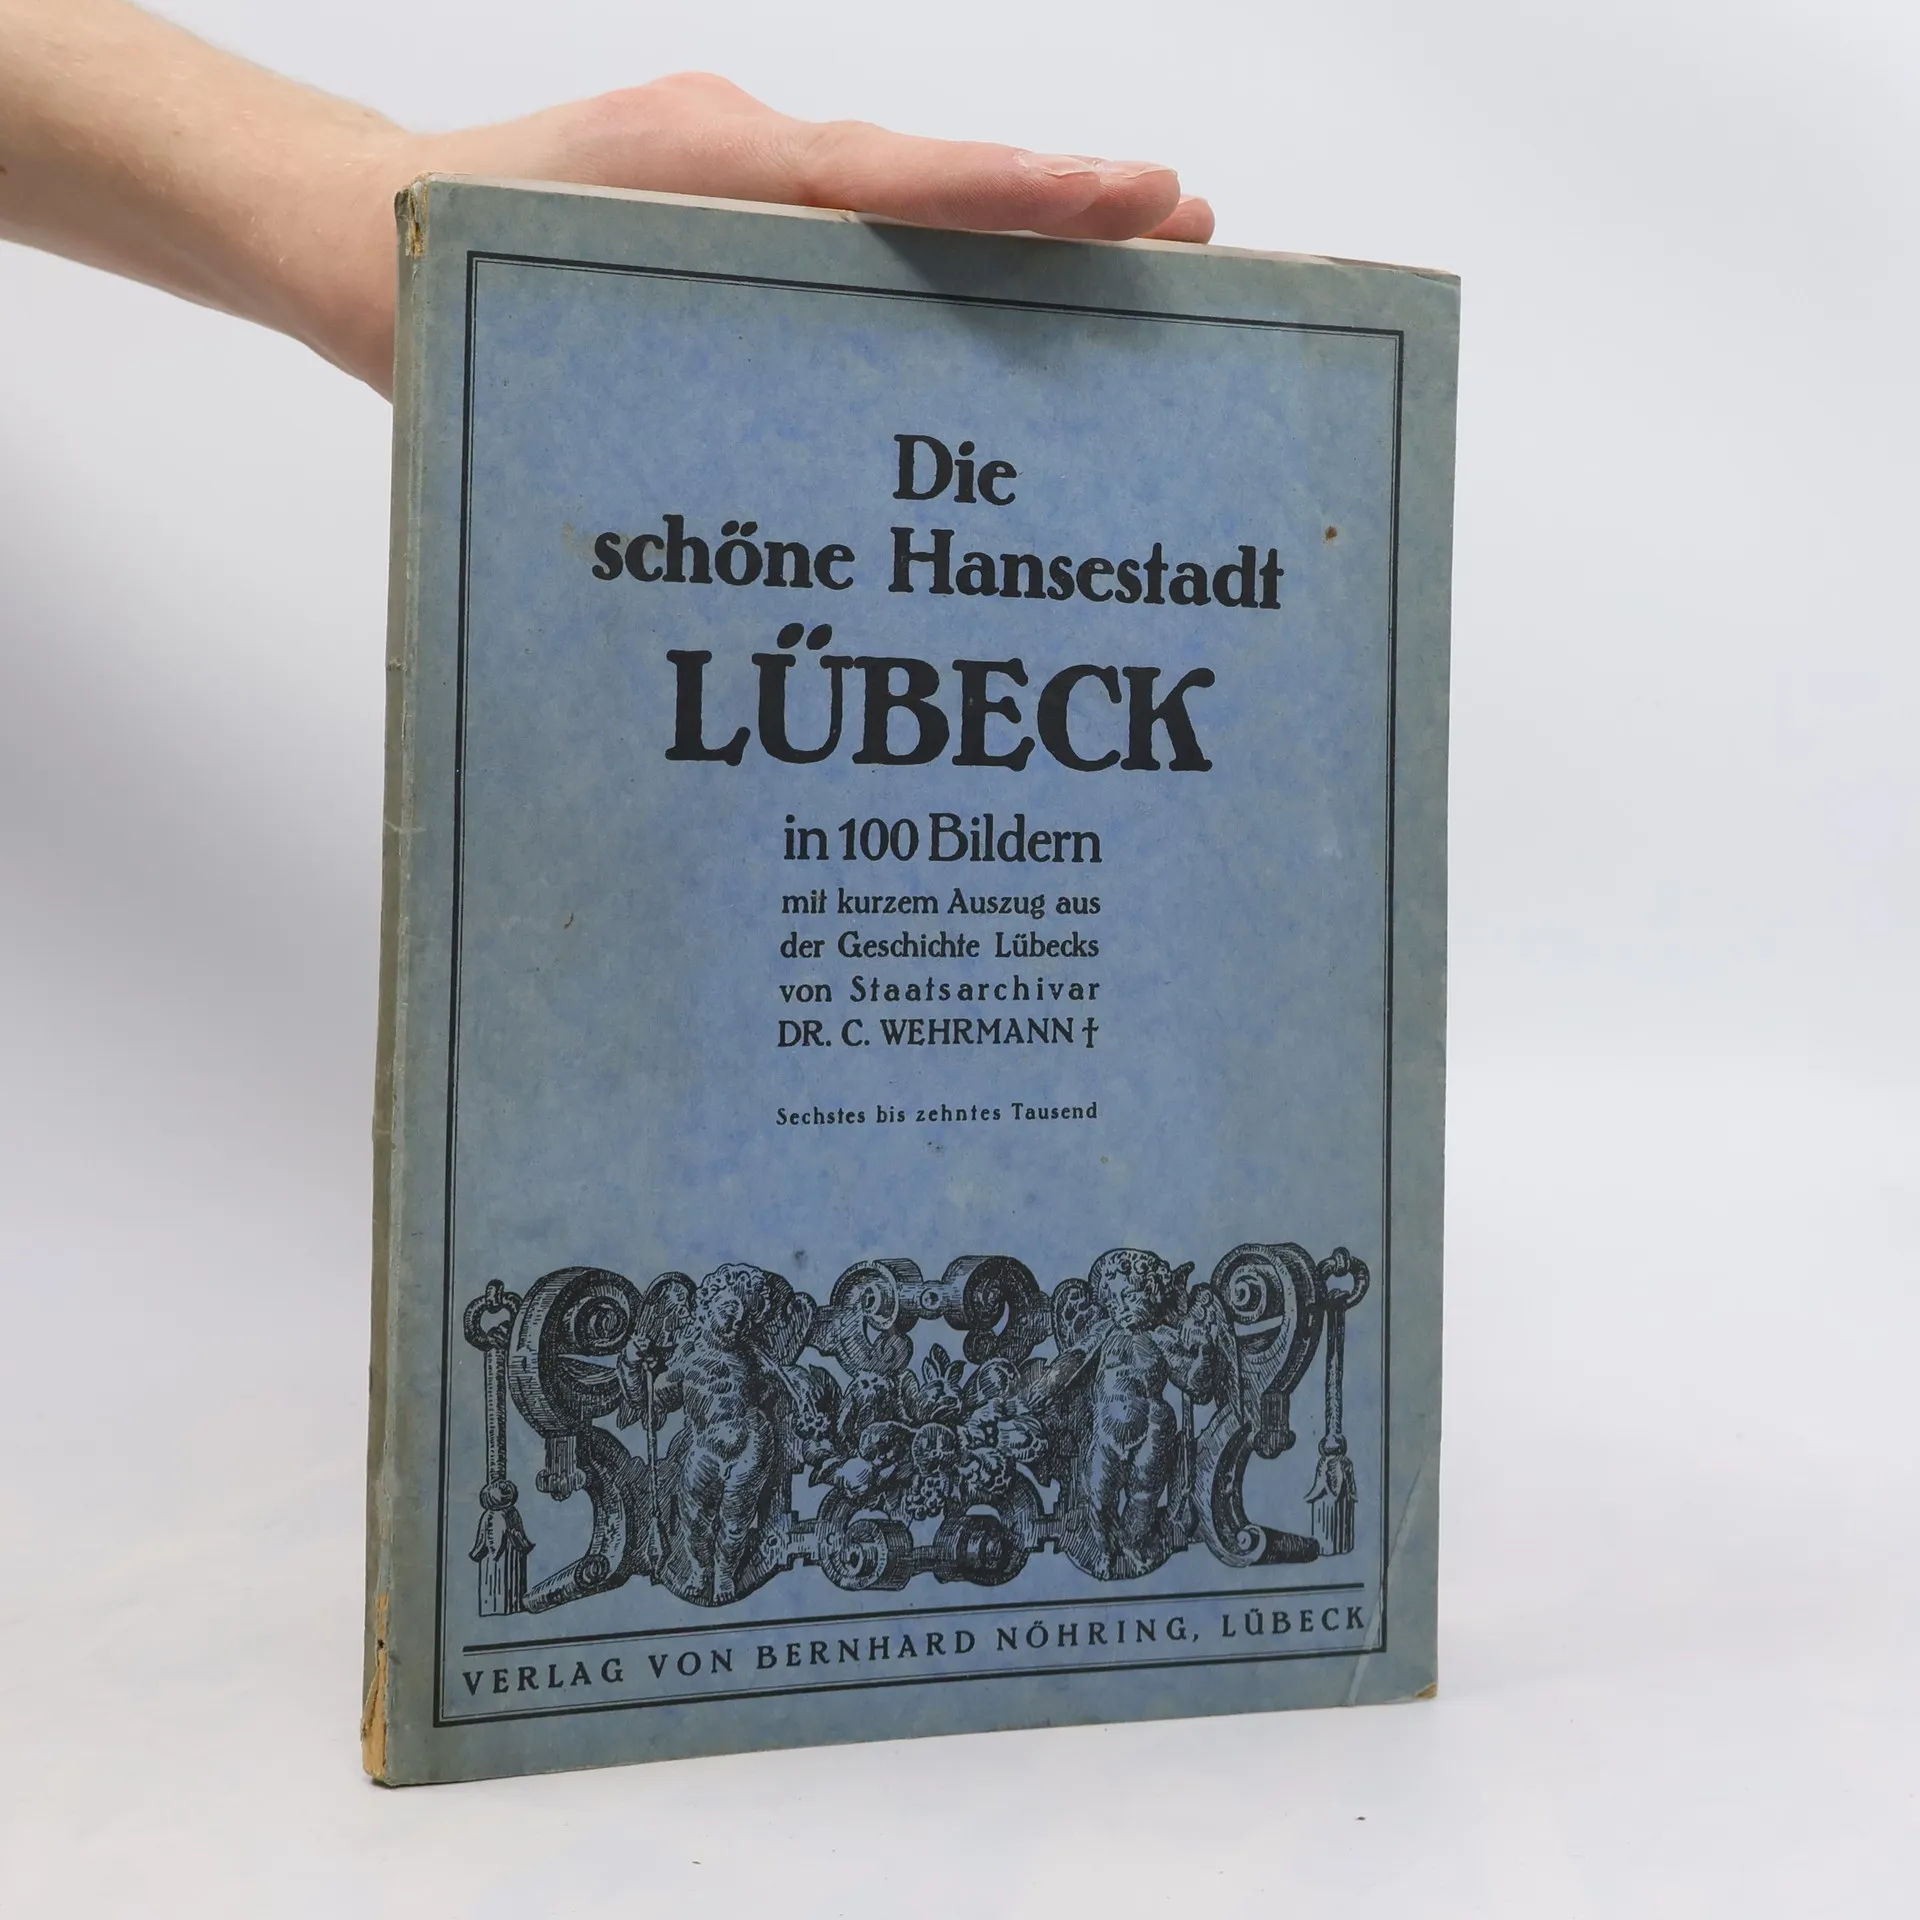 Die
schöne Hansestadt
LÜBECK
in 100 Bildern
mit kurzem Auszug aus
der Geschichte Lübecks
von Staatsarchivar
DR. C. WEHRMANN †
Sechstes bis zehntes Tausend
VERLAG VON BERNHARD NÖHRING, LÜBECK